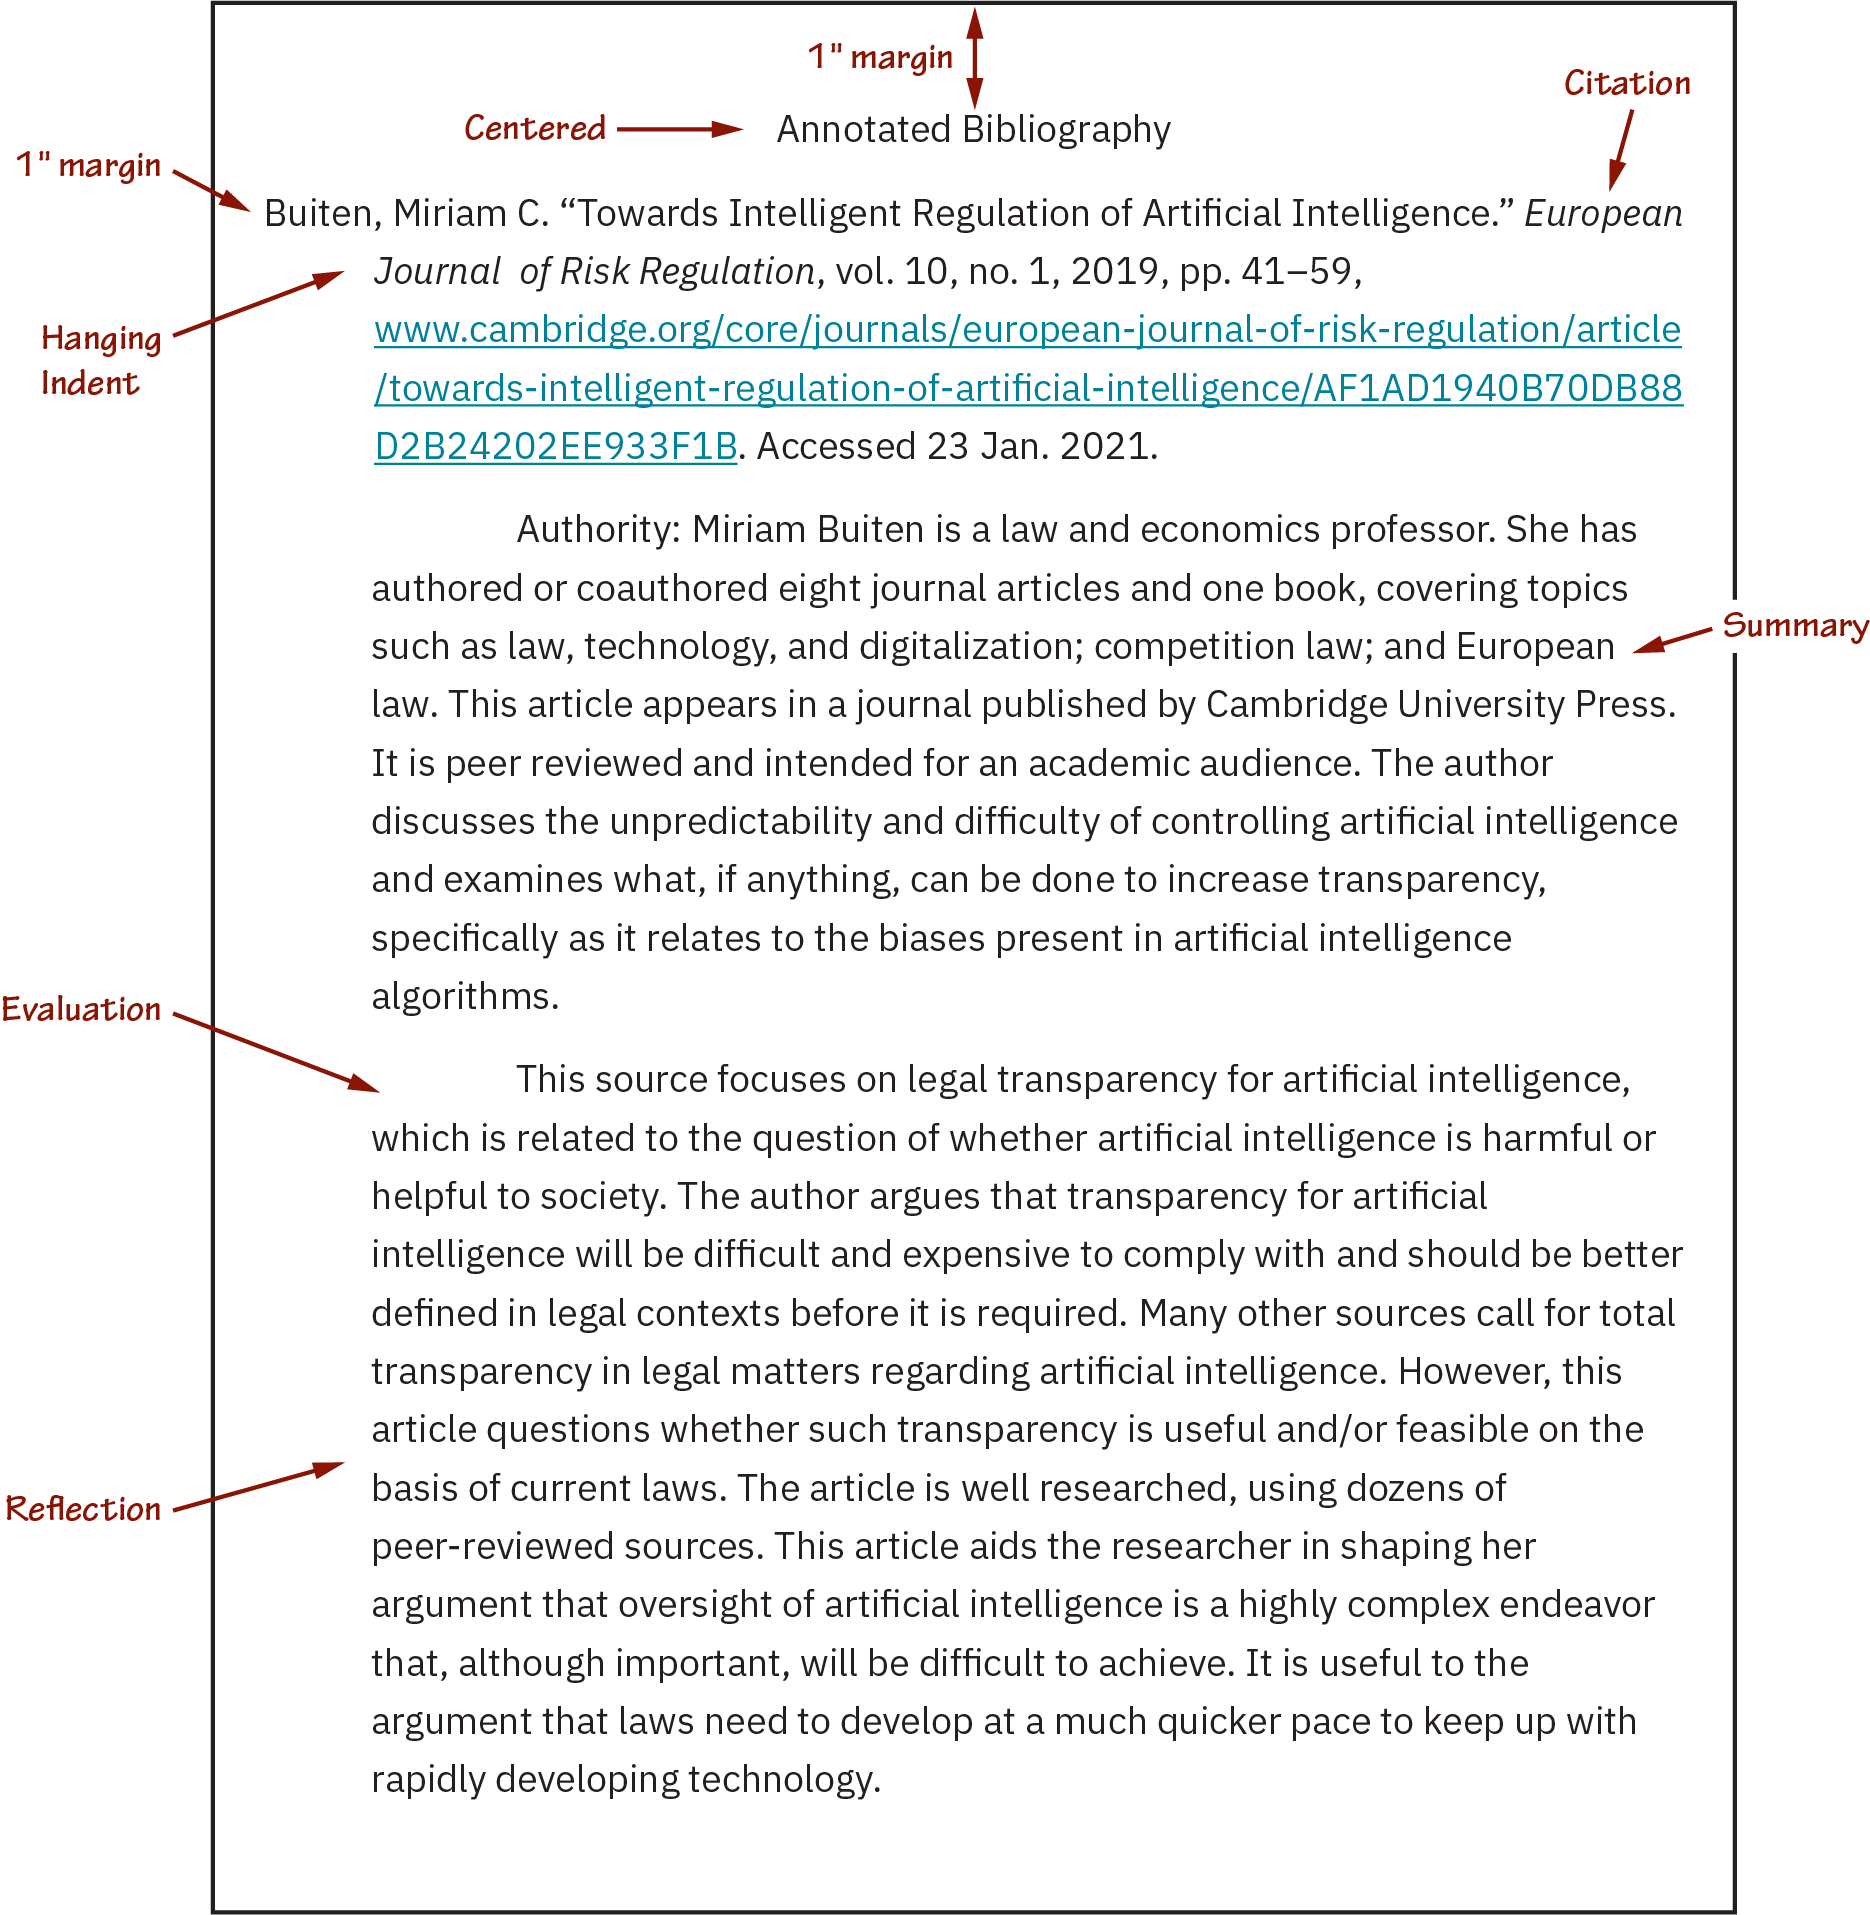 1" margin
Citation
Centered
Annotated Bibliography
1" margin
Buiten, Miriam C. “Towards Intelligent Regulation of Artificial Intelligence.” European
Journal of Risk Regulation, vol. 10, no. 1, 2019, pp. 41–59,
Hanging
Indent
www.cambridge.org/core/journals/european-journal-of-risk-regulation/article
/towards-intelligent-regulation-of-artificial-intelligence/AF1AD1940B70DB88
D2B24202EE933F1B. Accessed 23 Jan. 2021.
Authority: Miriam Buiten is a law and economics professor. She has
authored or coauthored eight journal articles and one book, covering topics
such as law, technology, and digitalization; competition law; and European
Summary
law. This article appears in a journal published by Cambridge University Press.
It is peer reviewed and intended for an academic audience. The author
discusses the unpredictability and difficulty of controlling artificial intelligence
and examines what, if anything, can be done to increase transparency,
specifically as it relates to the biases present in artificial intelligence
algorithms.
Evaluation
This source focuses on legal transparency for artificial intelligence,
which is related to the question of whether artificial intelligence is harmful or
helpful to society. The author argues that transparency for artificial
intelligence will be difficult and expensive to comply with and should be better
defined in legal contexts before it is required. Many other sources call for total
transparency in legal matters regarding artificial intelligence. However, this
article questions whether such transparency is useful and/or feasible on the
basis of current laws. The article is well researched, using dozens of
Reflection
peer-reviewed sources. This article aids the researcher in shaping her
argument that oversight of artificial intelligence is a highly complex endeavor
that, although important, will be difficult to achieve. It is useful to the
argument that laws need to develop at a much quicker pace to keep up with
rapidly developing technology.